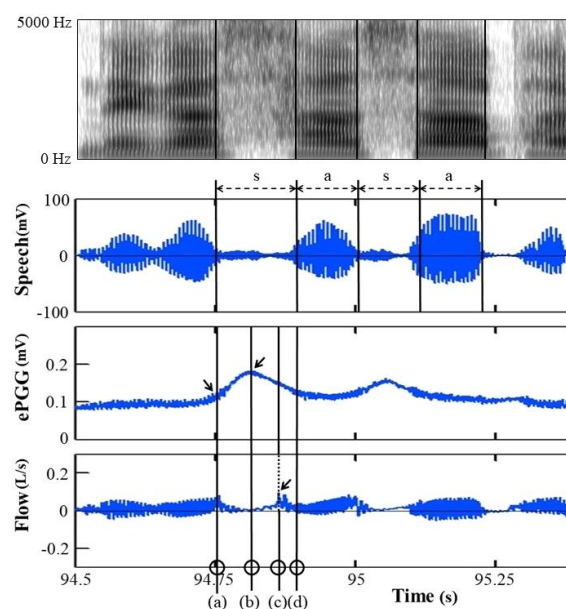 5000 Hz
0 Hz
s a s a
100
0
-100
Speech(mV)
0.2
0.1
0
ePGG(mV)
0.2
0
-0.2
Flow(L/s)
94.5 94.75 95 95.25
Time (s)
(a) (b) (c)(d)